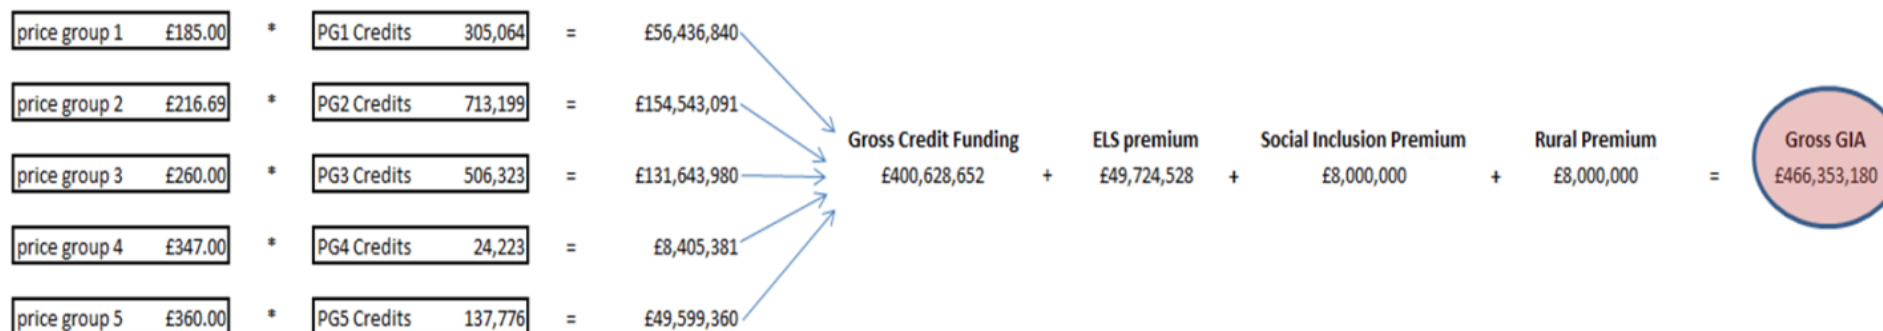 price group 1 £185.00 * PG1 Credits 305,064 = £56,436,840
price group 2 £216.69 * PG2 Credits 713,199 = £154,543,091
Gross Credit Funding ELS premium Social Inclusion Premium Rural Premium Gross GIA
price group 3 £260.00 * PG3 Credits 506,323 = £131,643,980 £400,628,652 + £49,724,528 + £8,000,000 + £8,000,000 = £466,353,180
price group 4 £347.00 * PG4 Credits 24,223 = £8,405,381
price group 5 £360.00 * PG5 Credits 137,776 = £49,599,360